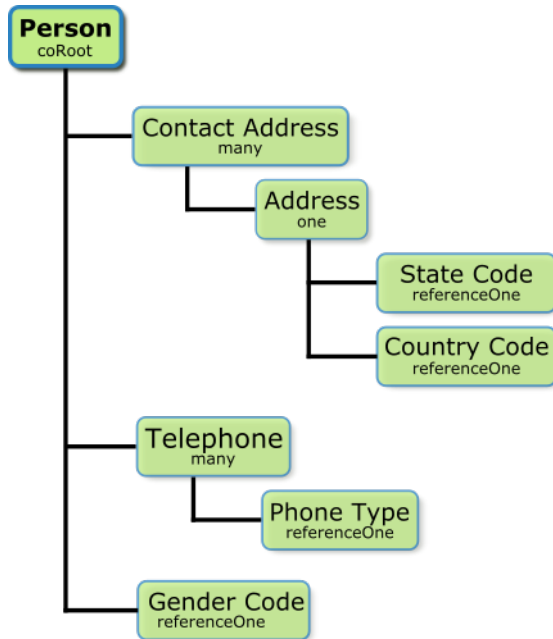 Person
coRoot
Contact Address
many
Address
one
State Code
referenceOne
Country Code
referenceOne
Telephone
many
Phone Type
referenceOne
Gender Code
referenceOne